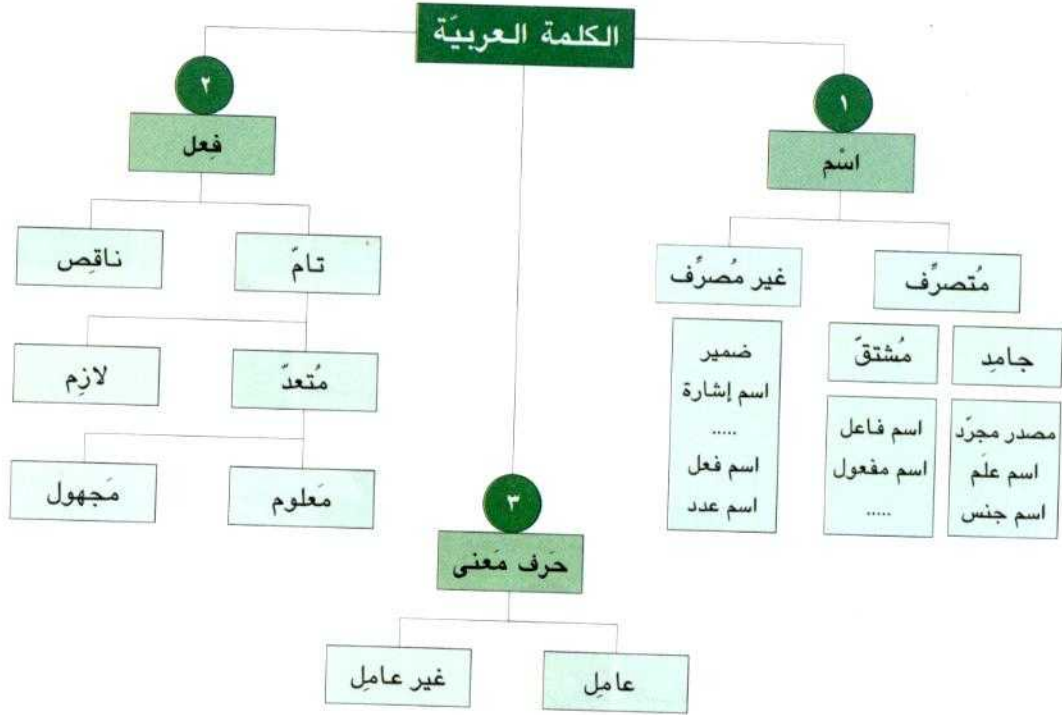 الكلمة العربيَة
١
اسْم
مُتصرِّف
غير مُصرِّف
جامدِ
مُشتقّ
مصدر مجرّد
اسم علَم
اسم جنس
اسم فاعل
اسم مفعول
.....
ضمير
اسم إشارة
.....
اسم فعل
اسم عدد
٢
فِعل
تامّ
ناقِص
مُتعدّ
لازِم
مَعلوم
مَجهول
٣
حَرف مَعنى
عامِل
غير عامِل